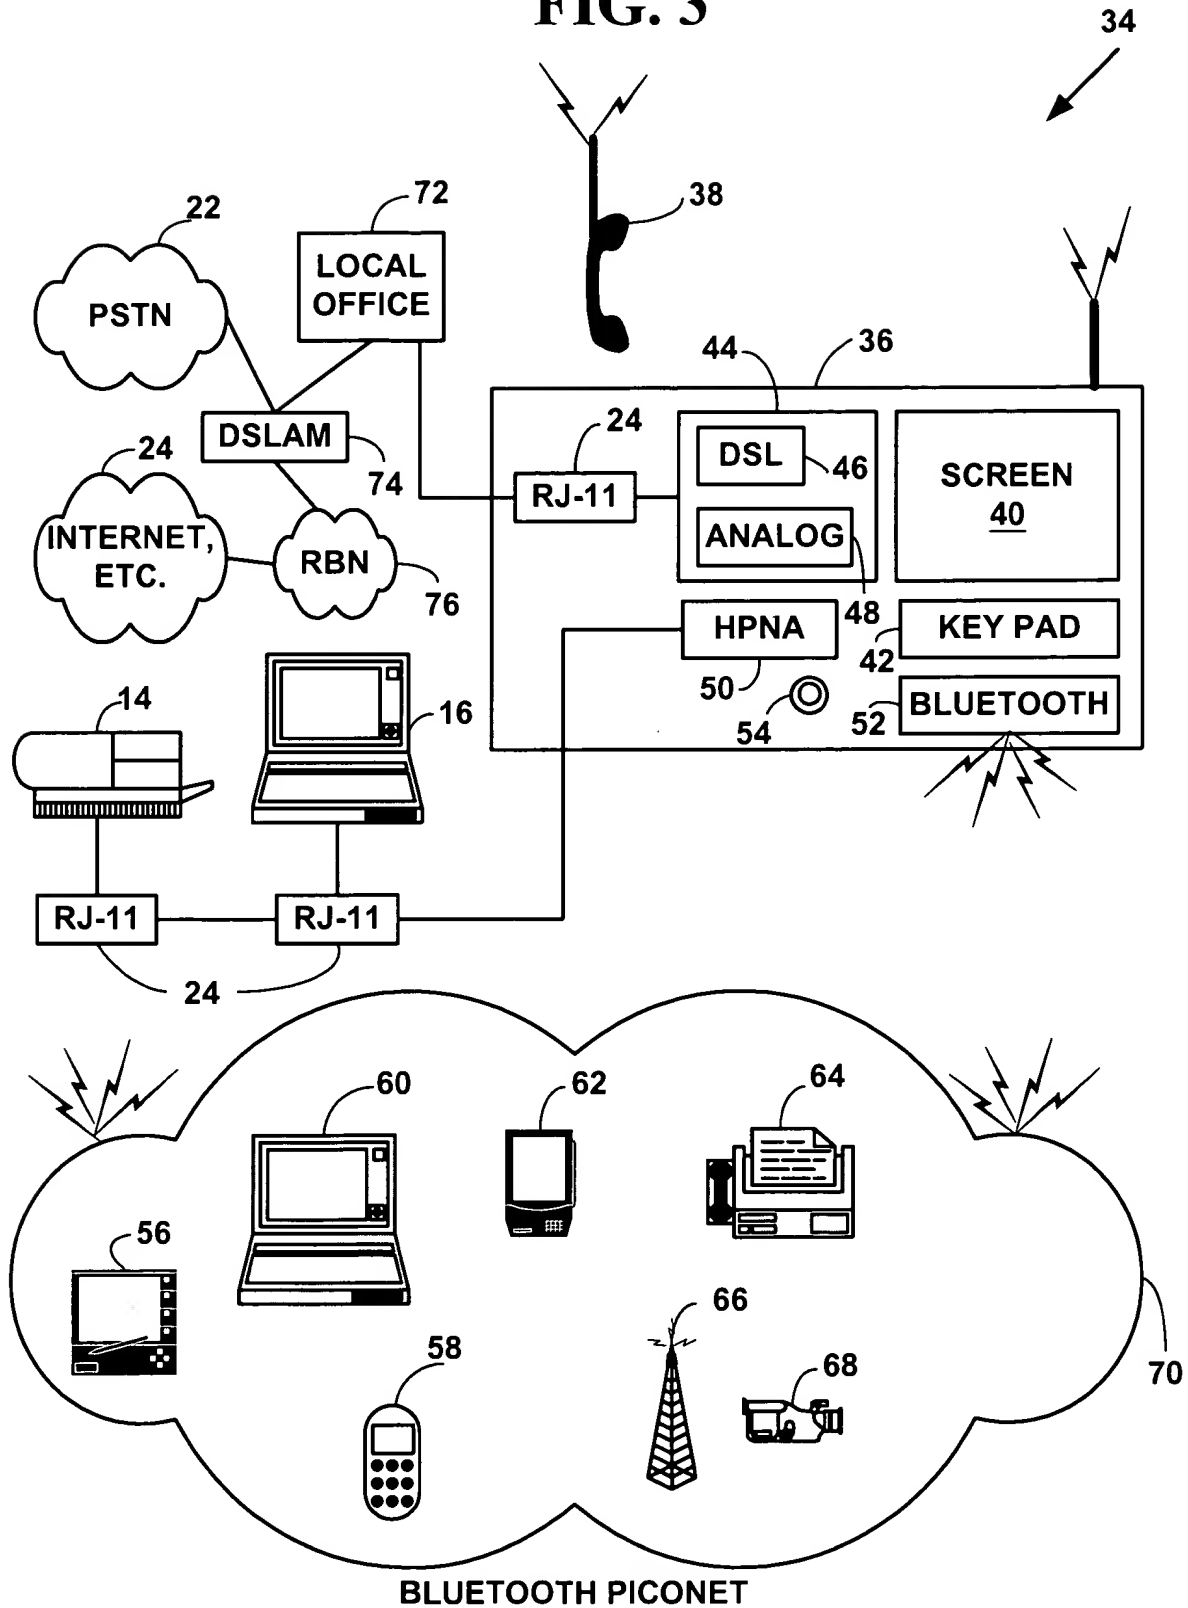 FIG. 3
34
38
72
22
LOCAL
OFFICE
PSTN
36
44
24
DSLAM
74
24
DSL
46
SCREEN
40
RJ-11
INTERNET,
ETC.
RBN
76
ANALOG
48
HPNA
50
KEY PAD
42
54
BLUETOOTH
52
14
16
RJ-11
RJ-11
24
60
62
64
56
66
58
68
70
BLUETOOTH PICONET